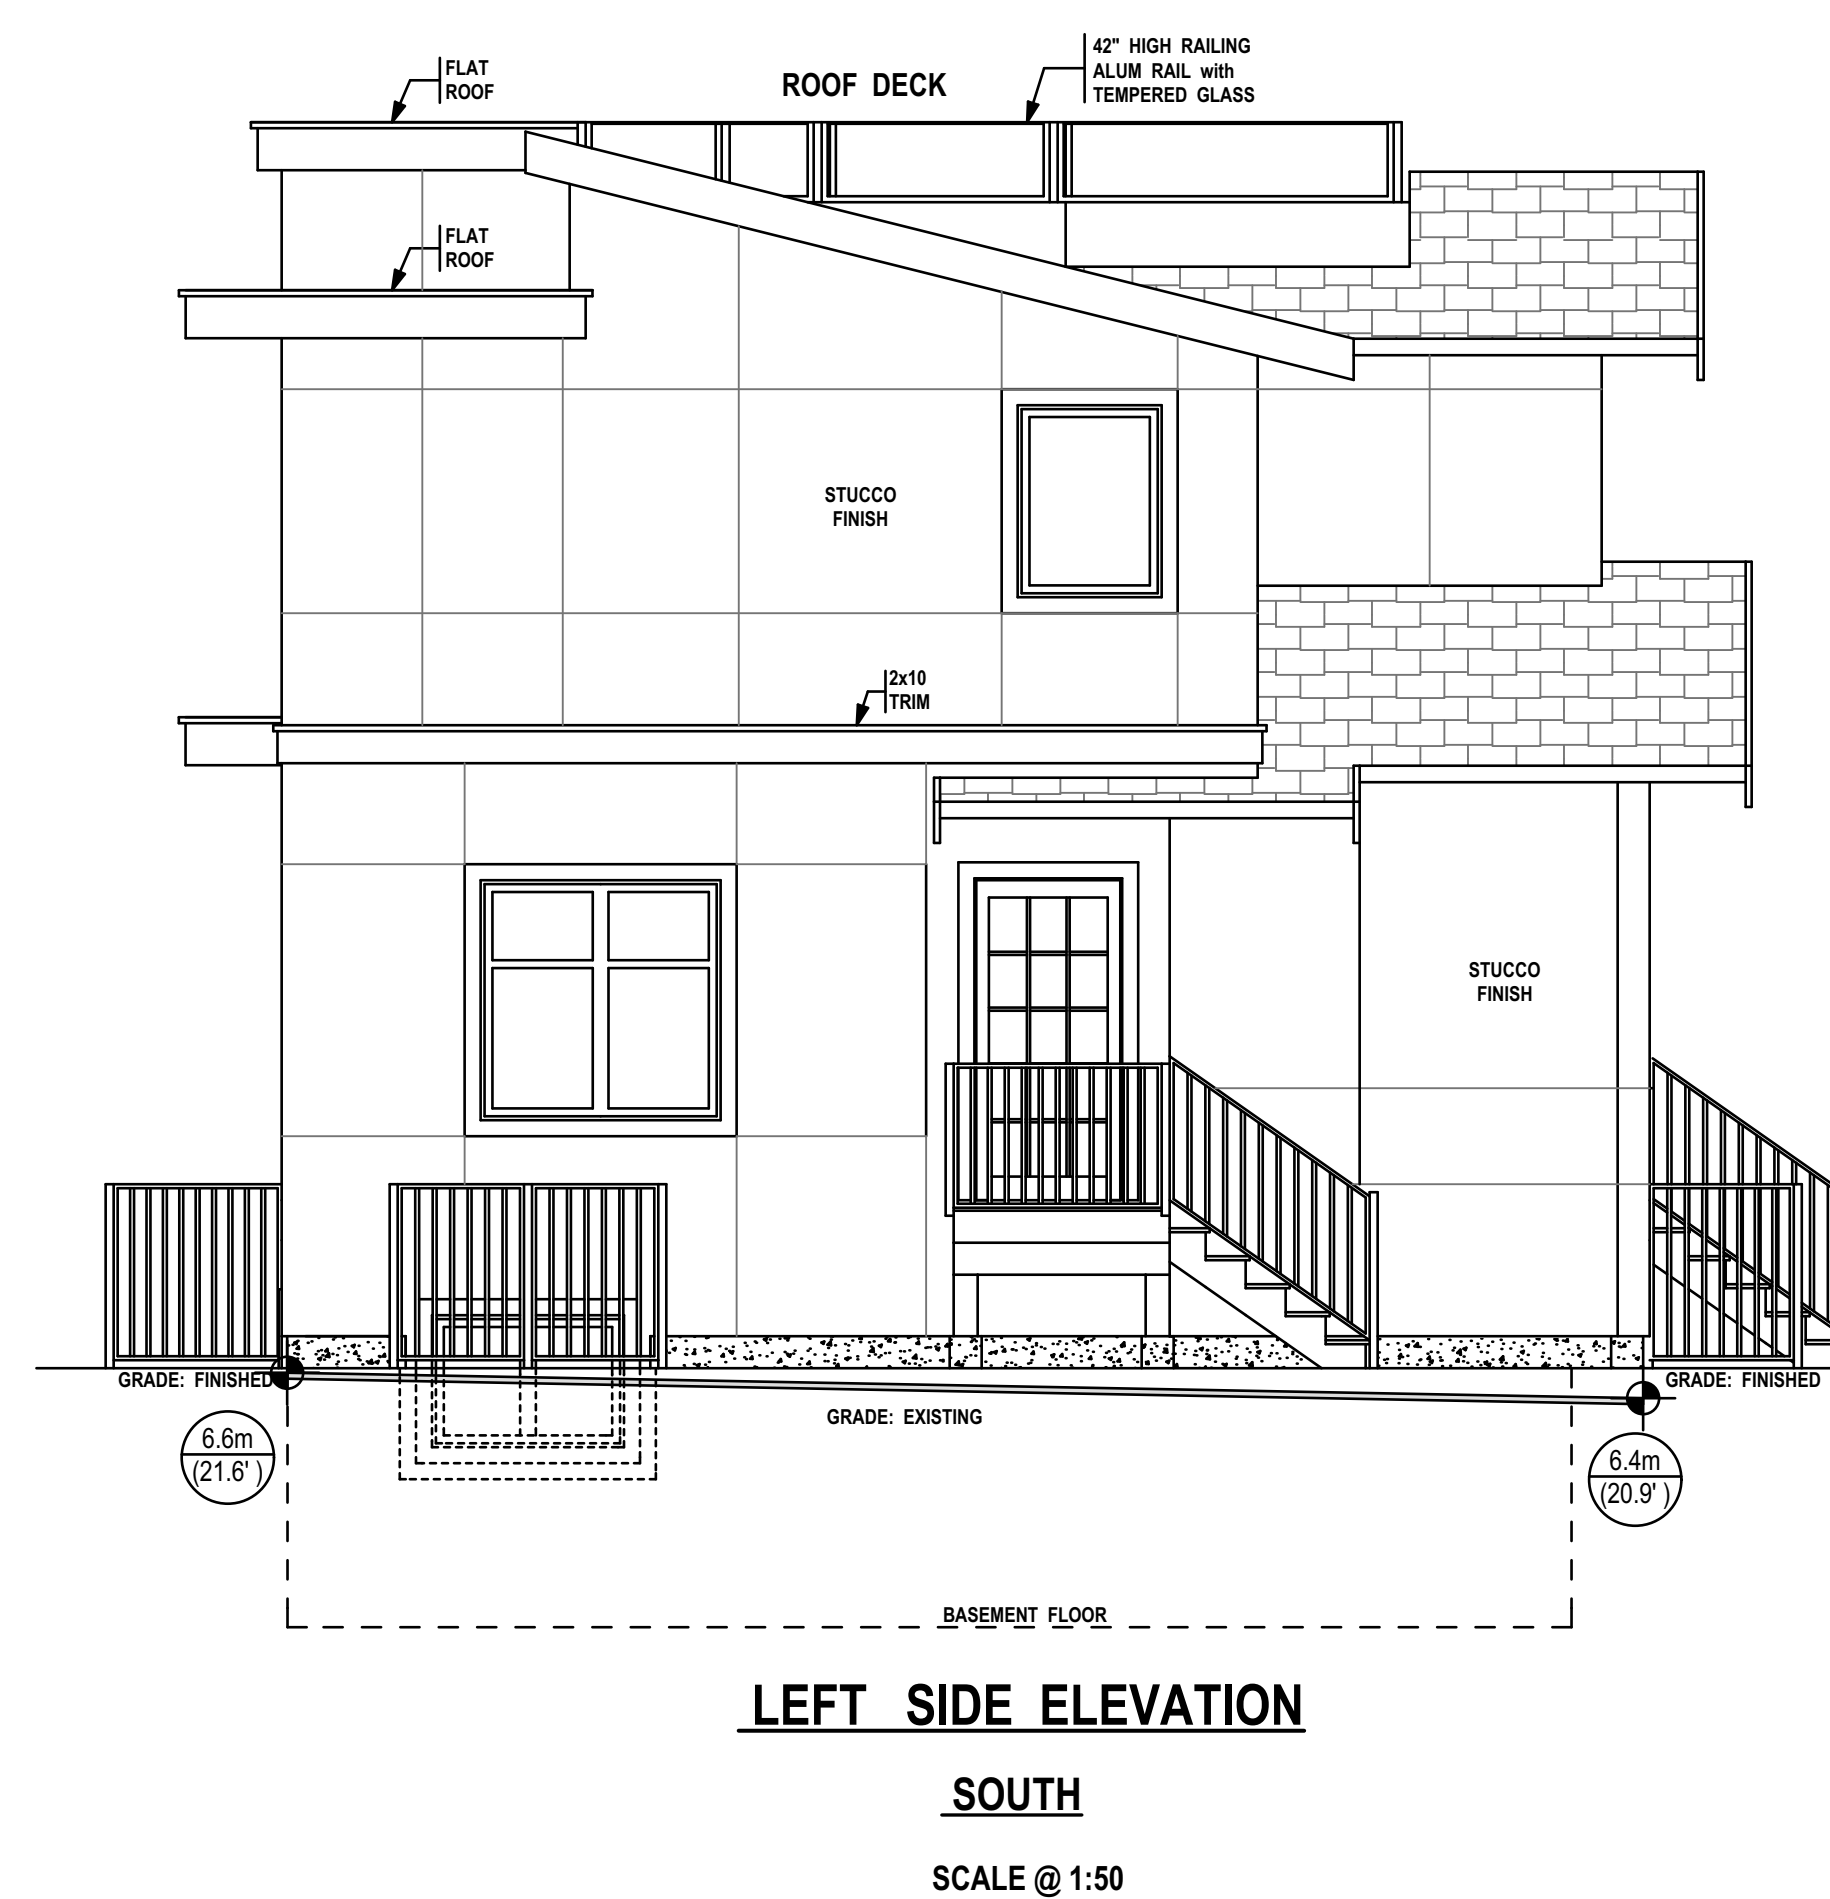 42" HIGH RAILING
ALUM RAIL with
TEMPERED GLASS
FLAT
ROOF
ROOF DECK
FLAT
ROOF
STUCCO
FINISH
2x10
TRIM
STUCCO
FINISH
GRADE: FINISHED
GRADE: FINISHED
GRADE: EXISTING
6.6m
(21.6' )
6.4m
(20.9' )
BASEMENT FLOOR
LEFT SIDE ELEVATION
SOUTH
SCALE @ 1:50